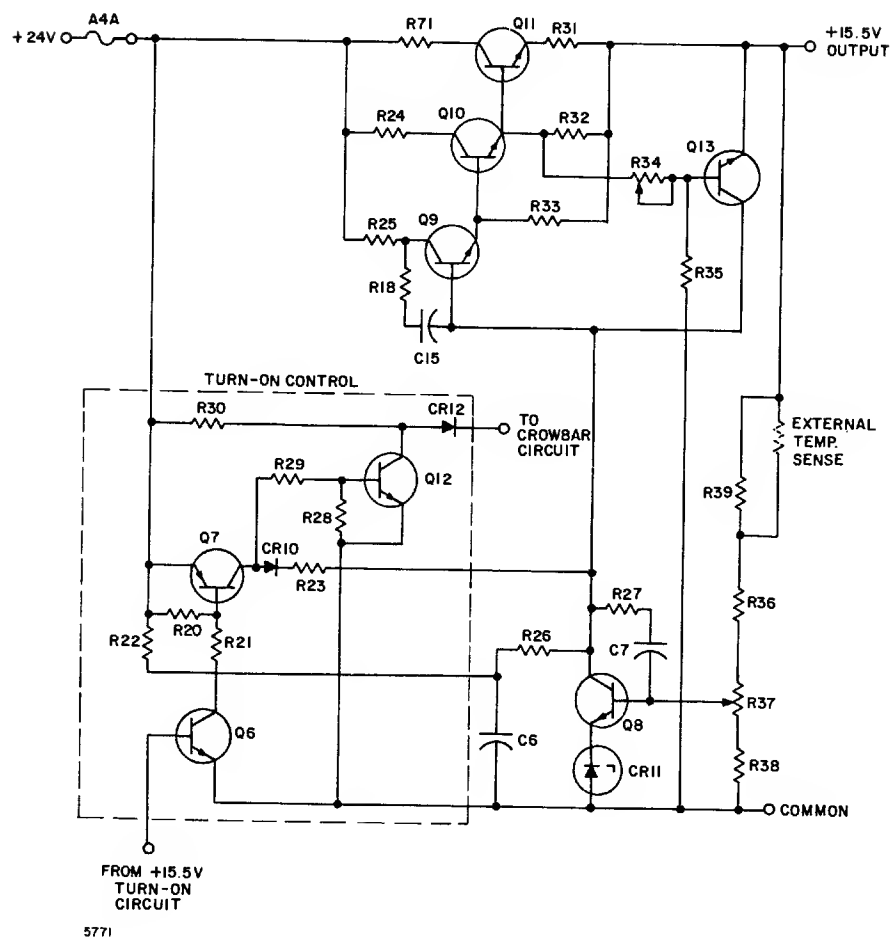 A4A
+24V
R71
Q11
R31
+15.5V
OUTPUT
R24
Q10
R32
Q13
R34
R25
Q9
R33
R18
R35
C15
TURN-ON CONTROL
R30
CR12
TO
CROWBAR
CIRCUIT
EXTERNAL
TEMP.
SENSE
R29
Q12
R39
R28
Q7
CR10
R23
R27
R36
R20
R22
R21
R26
C7
R37
Q6
Q8
C6
CR11
R38
COMMON
FROM +15.5V
TURN-ON
CIRCUIT
5771